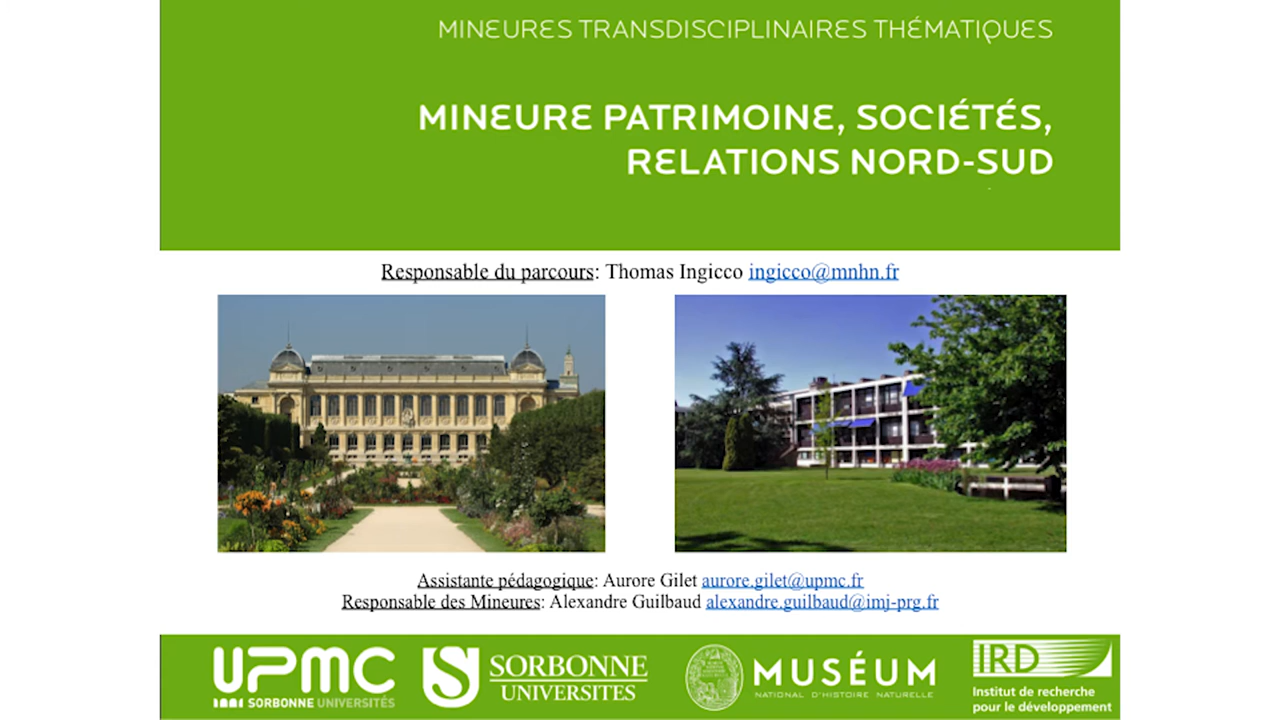 MINEURES TRANSDISCIPLINAIRES THÉMATIQUES
MINEURE PATRIMOINE, SOCIÉTÉS,
RELATIONS NORD-SUD
Responsable du parcours: Thomas Ingicco ingicco@mnhn.fr
Assistante pédagogique: Aurore Gilet aurore.gilet@upmc.fr
Responsable des Mineures: Alexandre Guilbaud alexandre.guilbaud@imj-prg.fr
UPMC
SORBONNE UNIVERSITÉS
SORBONNE
UNIVERSITES
MUSÉUM
NATIONAL D'HISTOIRE NATURELLE
IRD
Institut de recherche
pour le développement